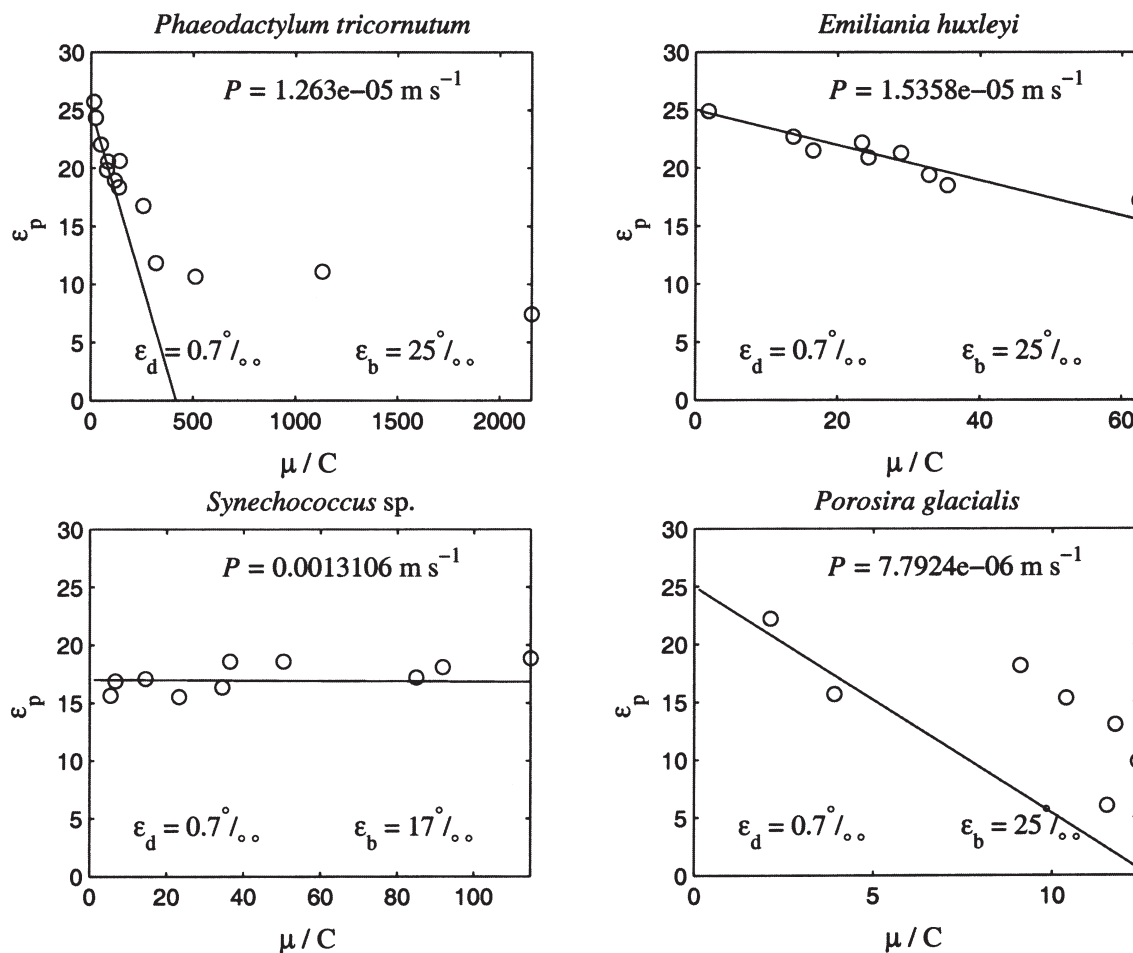 Phaeodactylum tricornutum
30
25
20
15
10
5
0
εp
P = 1.263e−05 m s−1
εd = 0.7°/∘∘
εb = 25°/∘∘
0 500 1000 1500 2000
μ / C
Emiliania huxleyi
30
25
20
15
10
5
0
εp
P = 1.5358e−05 m s−1
εd = 0.7°/∘∘
εb = 25°/∘∘
0 20 40 60
μ / C
Synechococcus sp.
30
25
20
15
10
5
0
εp
P = 0.0013106 m s−1
εd = 0.7°/∘∘
εb = 17°/∘∘
0 20 40 60 80 100
μ / C
Porosira glacialis
30
25
20
15
10
5
0
εp
P = 7.7924e−06 m s−1
εd = 0.7°/∘∘
εb = 25°/∘∘
0 5 10
μ / C